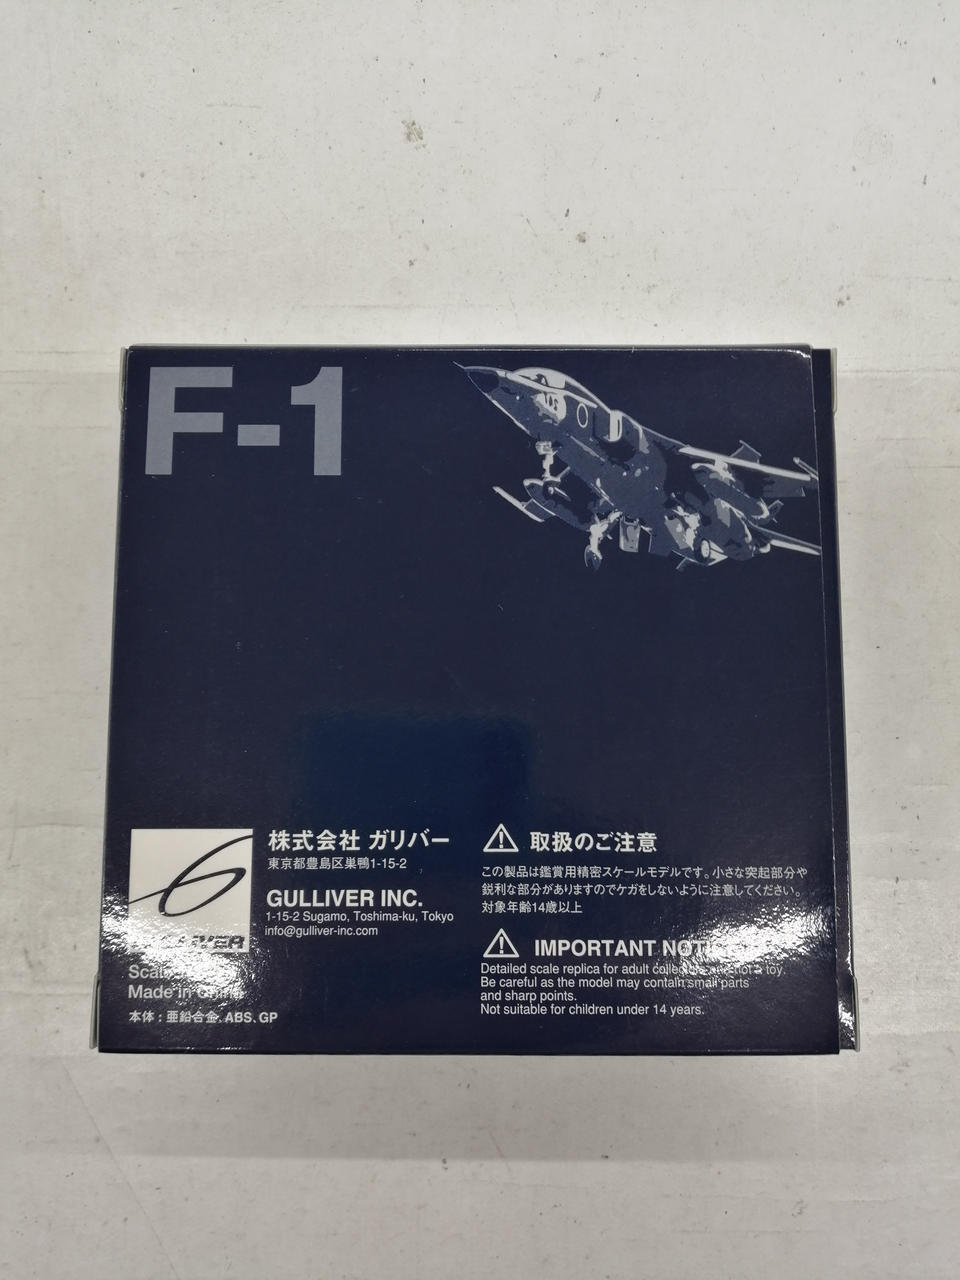 F-1
株式会社 ガリバー
東京都豊島区巣鴨1-15-2
GULLIVER INC.
1-15-2 Sugamo, Toshima-ku, Tokyo
info@gulliver-inc.com
Made in China
本体：亜鉛合金、ABS、GP
取扱のご注意
この製品は鑑賞用精密スケールモデルです。小さな突起部分や
鋭利な部分がありますのでケガをしないように注意してください。
対象年齢14歳以上
IMPORTANT
Detailed scale replica for adult toy.
Be careful as the model may contain small parts
and sharp points.
Not suitable for children under 14 years.